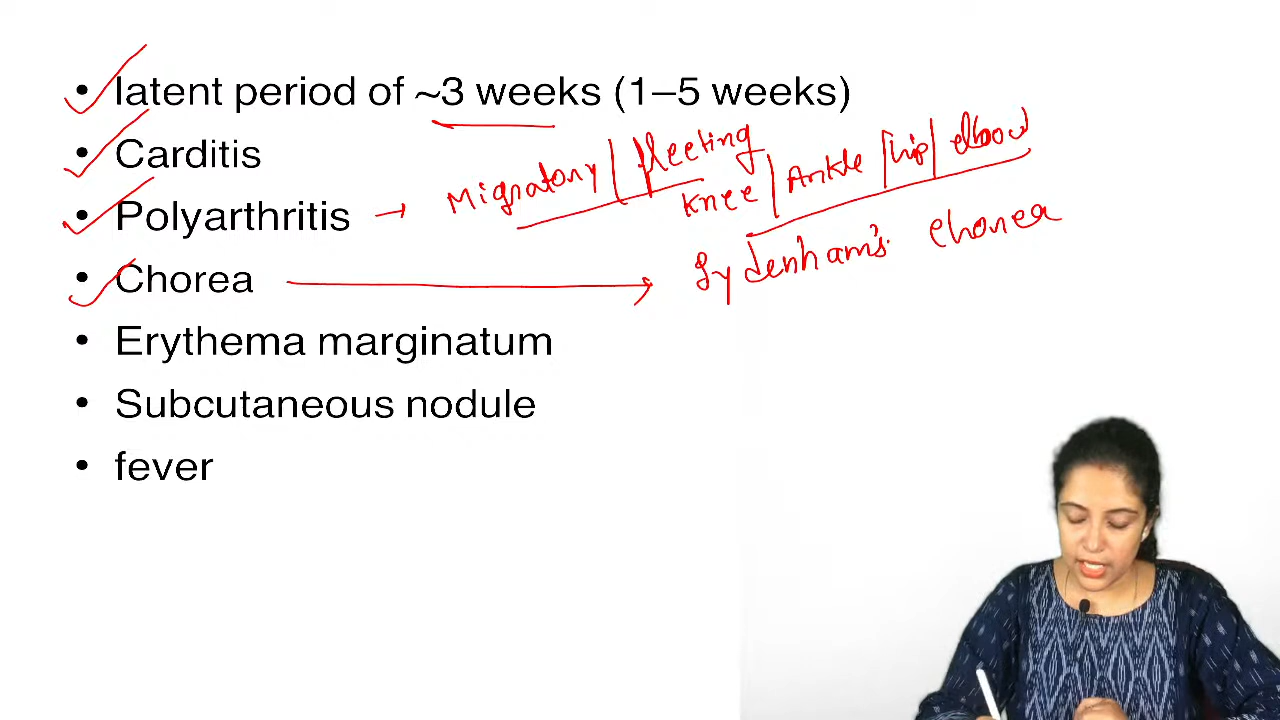 • latent period of ~3 weeks (1–5 weeks)
• Carditis
• Polyarthritis → Migratory / fleeting
Knee / Ankle / hip / elbow
• Chorea → Sydenham's chorea
• Erythema marginatum
• Subcutaneous nodule
• fever